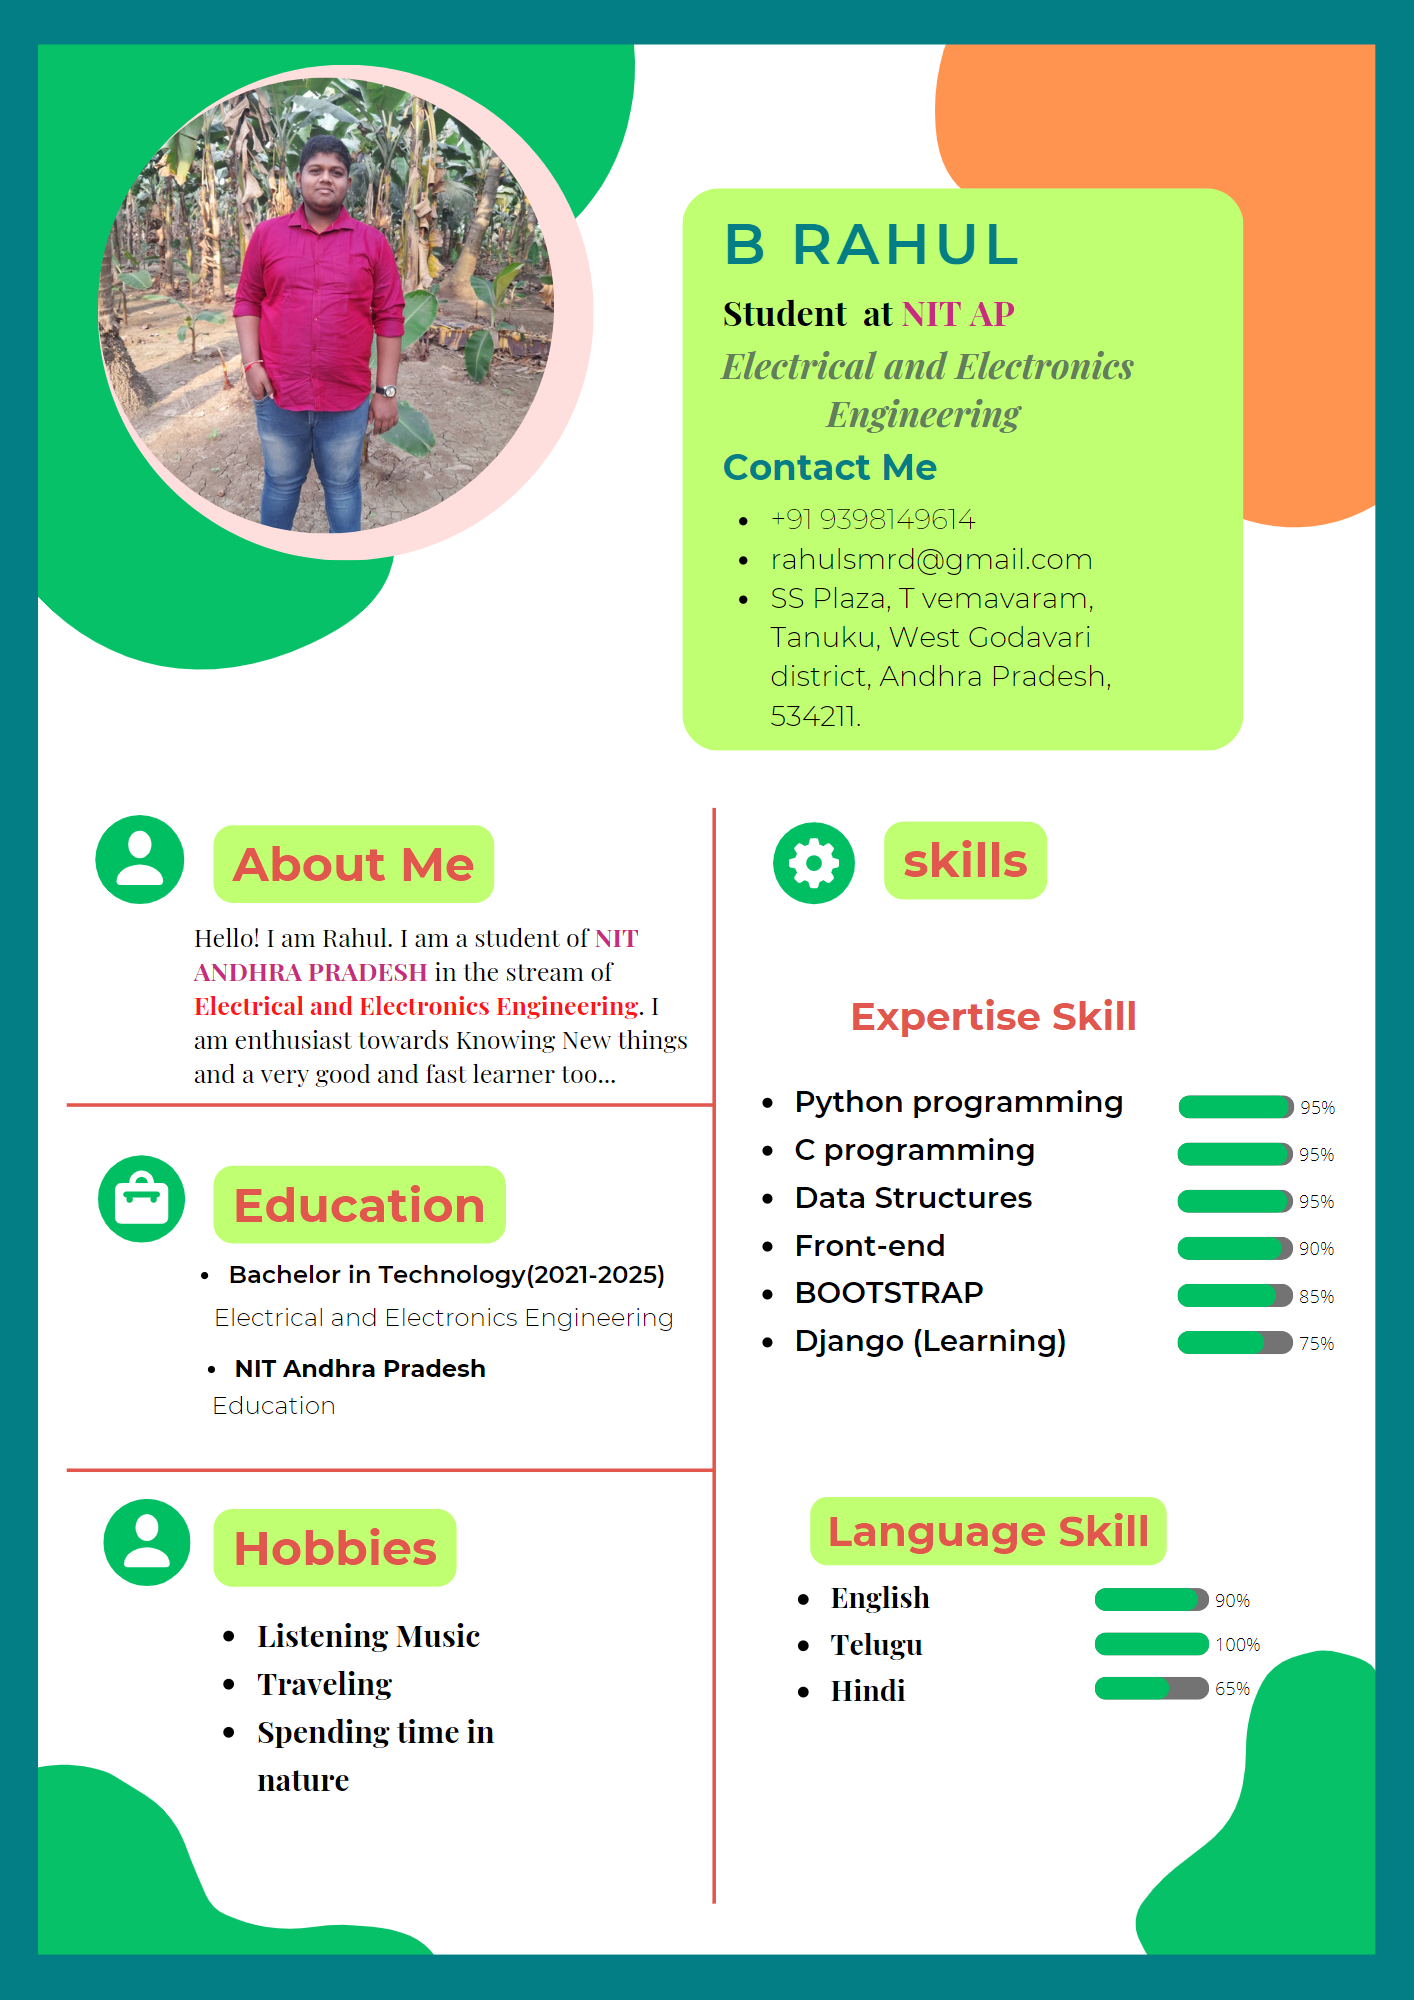 B RAHUL
Student at NIT AP
Electrical and Electronics
Engineering
Contact Me
+91 9398149614
rahulsmrd@gmail.com
SS Plaza, T vemavaram,
Tanuku, West Godavari
district, Andhra Pradesh,
534211.
About Me
Hello! I am Rahul. I am a student of NIT
ANDHRA PRADESH in the stream of
Electrical and Electronics Engineering. I
am enthusiast towards Knowing New things
and a very good and fast learner too...
Education
Bachelor in Technology(2021-2025)
Electrical and Electronics Engineering
NIT Andhra Pradesh
Education
Hobbies
Listening Music
Traveling
Spending time in
nature
skills
Expertise Skill
Python programming 95%
C programming 95%
Data Structures 95%
Front-end 90%
BOOTSTRAP 85%
Django (Learning) 75%
Language Skill
English 90%
Telugu 100%
Hindi 65%